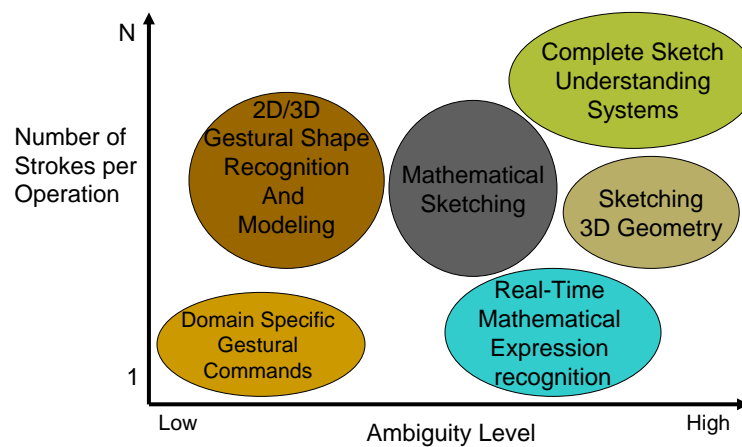 N
Number of
Strokes per
Operation
1
Complete Sketch
Understanding
Systems
2D/3D
Gestural Shape
Recognition
And
Modeling
Mathematical
Sketching
Sketching
3D Geometry
Domain Specific
Gestural
Commands
Real-Time
Mathematical
Expression
recognition
Low
Ambiguity Level
High